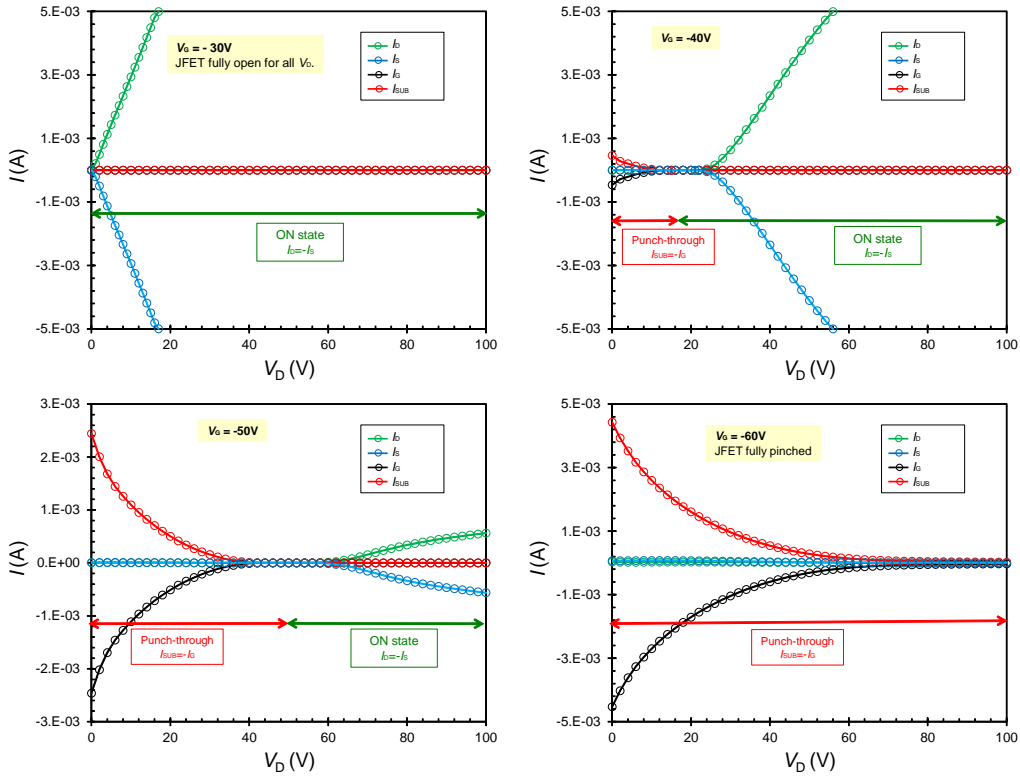 5.E-03
3.E-03
1.E-03
-1.E-03
-3.E-03
-5.E-03
I (A)
VG = - 30V
JFET fully open for all VD.
ID
IS
IG
ISUB
ON state
ID=-IS
0 20 40 60 80 100
VD (V)
5.E-03
3.E-03
1.E-03
-1.E-03
-3.E-03
-5.E-03
I (A)
VG = -40V
ID
IS
IG
ISUB
Punch-through
ISUB=-IG
ON state
ID=-IS
0 20 40 60 80 100
VD (V)
3.E-03
2.E-03
1.E-03
0.E+00
-1.E-03
-2.E-03
-3.E-03
I (A)
VG = -50V
ID
IS
IG
ISUB
Punch-through
ISUB=-IG
ON state
ID=-IS
0 20 40 60 80 100
VD (V)
5.E-03
3.E-03
1.E-03
-1.E-03
-3.E-03
-5.E-03
I (A)
VG = -60V
JFET fully pinched
ID
IS
IG
ISUB
Punch-through
ISUB=-IG
0 20 40 60 80 100
VD (V)